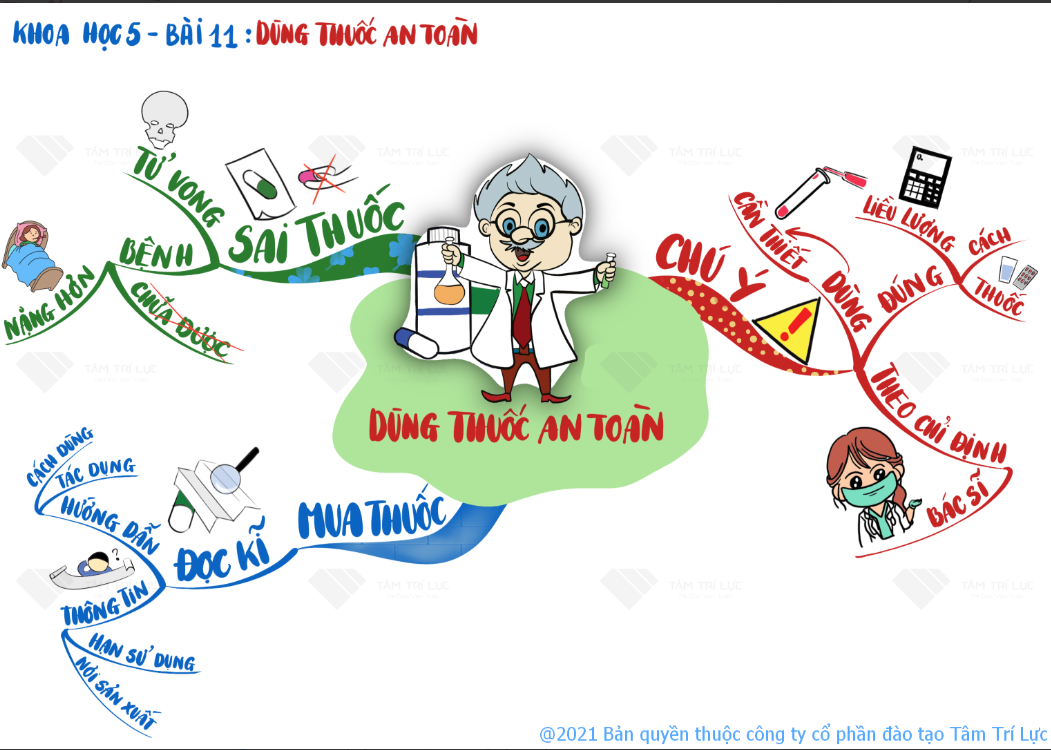 KHOA HỌC 5 - BÀI 11 : DÙNG THUỐC AN TOÀN
DÙNG THUỐC AN TOÀN
CHÚ Ý
DÙNG
CẦN THIẾT
ĐÚNG
LIỀU LƯỢNG
CÁCH
THUỐC
THEO CHỈ ĐỊNH
BÁC SĨ
MUA THUỐC
ĐỌC KĨ
HƯỚNG DẪN
CÁCH DÙNG
TÁC DỤNG
THÔNG TIN
HẠN SỬ DỤNG
NƠI SẢN XUẤT
SAI THUỐC
TỬ VONG
BỆNH
NẶNG HƠN
CHỮA ĐƯỢC
?
TÂM TRÍ LỰC
@2021 Bản quyền thuộc công ty cổ phần đào tạo Tâm Trí Lực